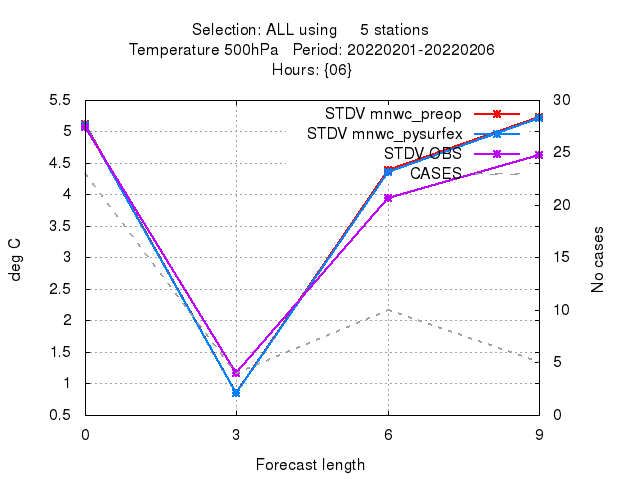 Selection: ALL using     5 stations
Temperature 500hPa   Period: 20220201-20220206
Hours: {06}
STDV mnwc_preop
STDV mnwc_pysurfex
STDV OBS
CASES
5.5
5
4.5
4
3.5
3
2.5
2
1.5
1
0.5
deg C
30
25
20
15
10
5
0
No cases
0 3 6 9
Forecast length